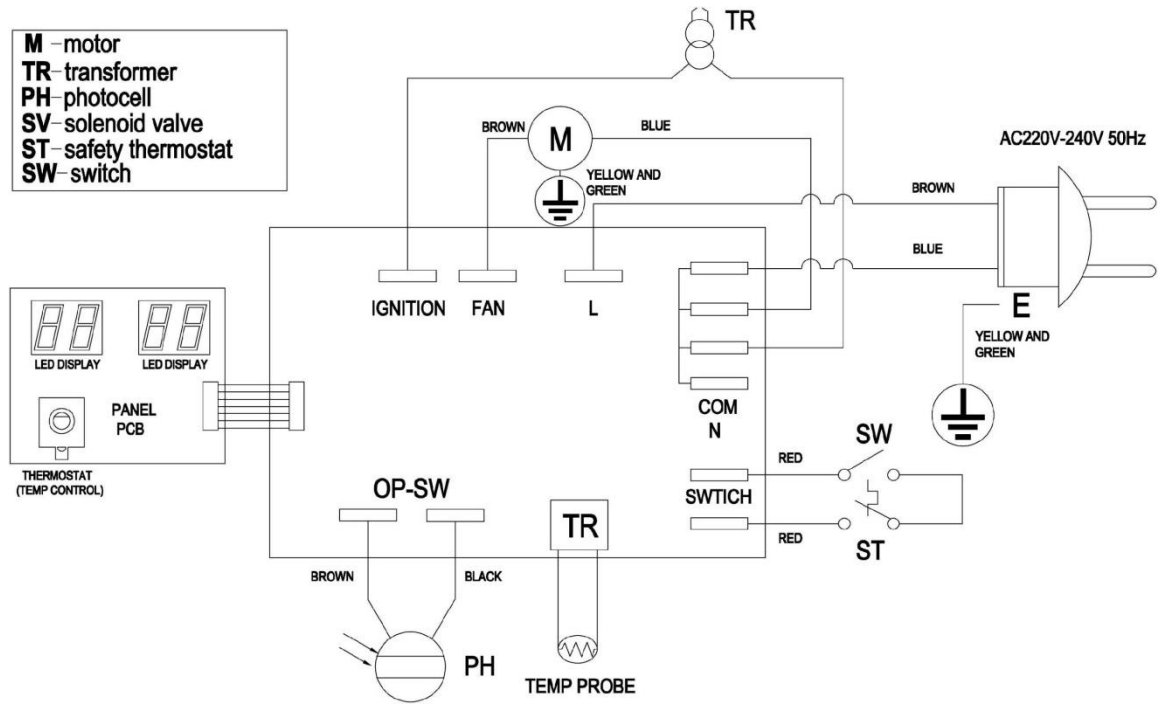 M - motor
TR - transformer
PH - photocell
SV - solenoid valve
ST - safety thermostat
SW - switch
TR
BROWN
M
BLUE
YELLOW AND
GREEN
AC220V-240V 50Hz
BROWN
BLUE
E
YELLOW AND
GREEN
IGNITION
FAN
L
COM
N
88
88
LED DISPLAY
LED DISPLAY
PANEL
PCB
THERMOSTAT
(TEMP CONTROL)
RED
SW
SWTICH
RED
ST
OP-SW
TR
BROWN
BLACK
PH
TEMP PROBE